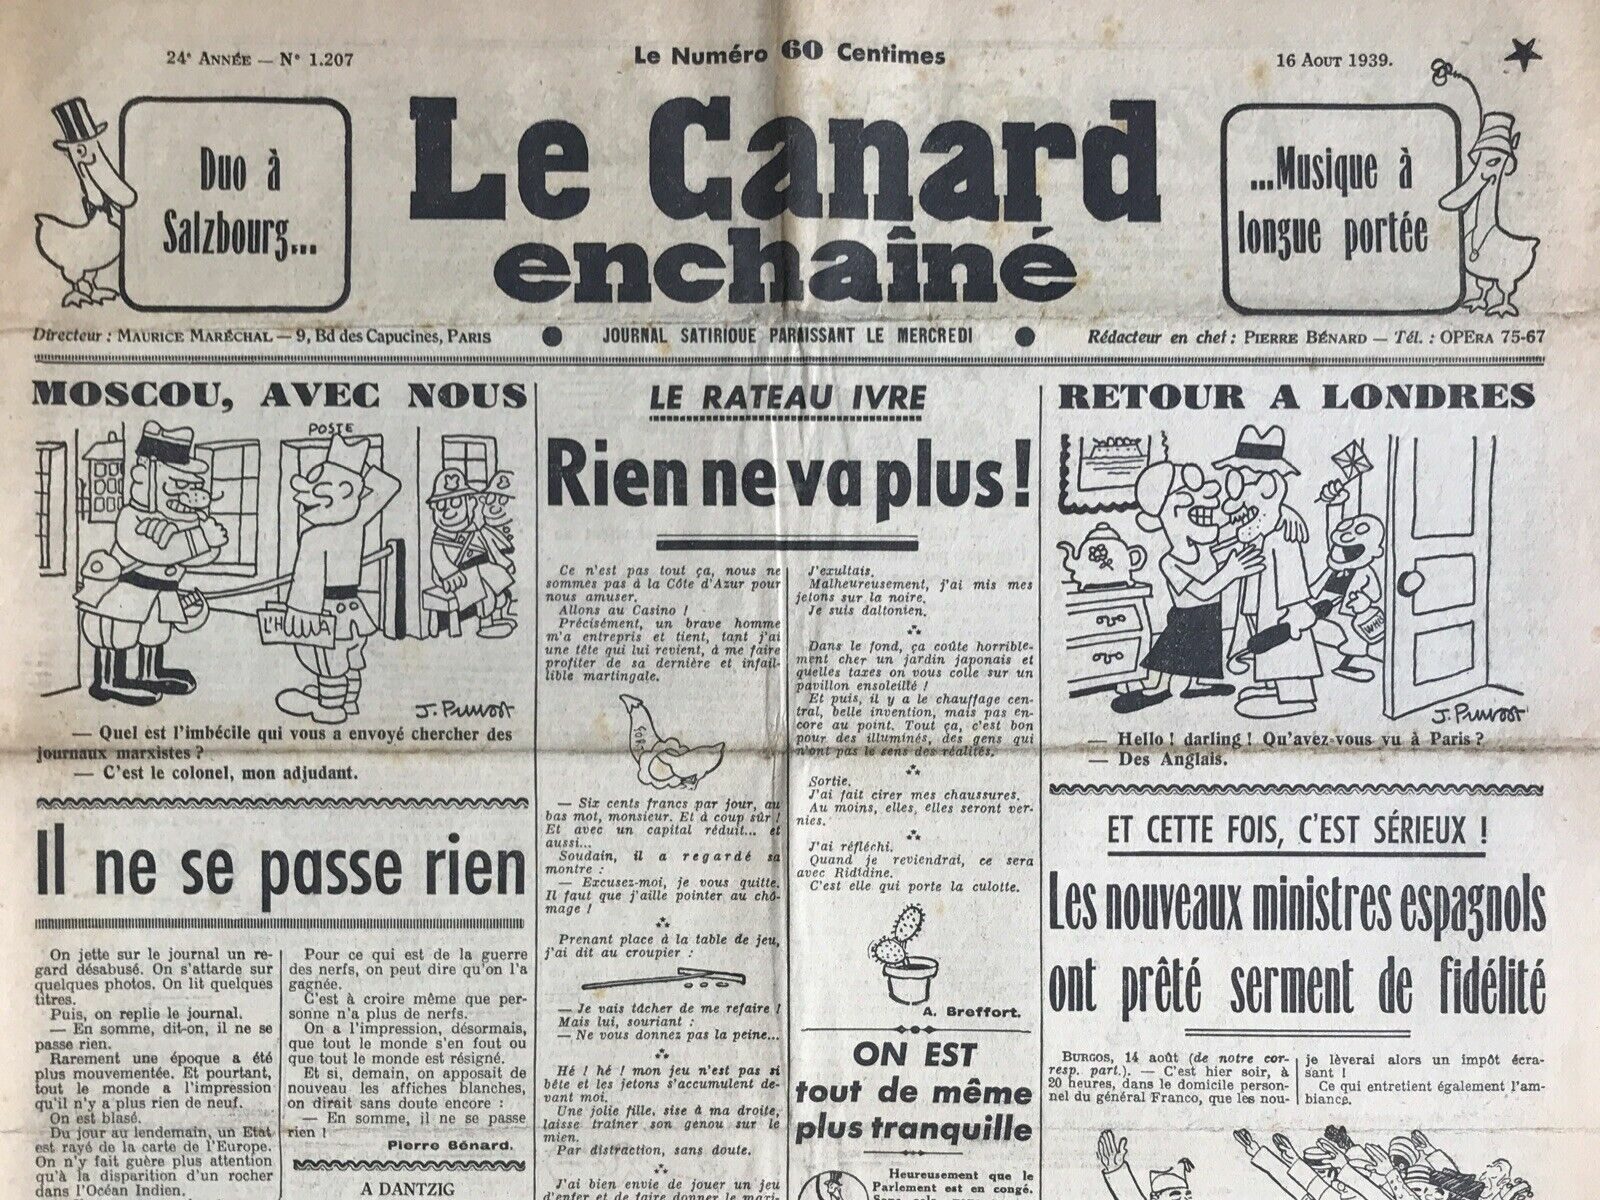 24e ANNÉE — N° 1.207
Le Numéro 60 Centimes
16 AOUT 1939.
Duo à
Salzbourg...
Le Canard
enchaîné
...Musique à
longue portée
Directeur : MAURICE MARÉCHAL — 9, Bd des Capucines, PARIS
JOURNAL SATIRIQUE PARAISSANT LE MERCREDI
Rédacteur en chef : PIERRE BÉNARD — Tél. : OPEra 75-67
MOSCOU, AVEC NOUS
POSTE
L'HUMA
J. Pruvost
— Quel est l'imbécile qui vous a envoyé chercher des
journaux marxistes ?
— C'est le colonel, mon adjudant.
Il ne se passe rien
On jette sur le journal un re-
gard désabusé. On s'attarde sur
quelques photos. On lit quelques
titres.
Puis, on replie le journal.
— En somme, dit-on, il ne se
passe rien.
Rarement une époque a été
plus mouvementée. Et pourtant,
tout le monde a l'impression
qu'il n'y a plus rien de neuf.
On est blasé.
Du jour au lendemain, un Etat
est rayé de la carte de l'Europe.
On n'y fait guère plus attention
qu'à la disparition d'un rocher
dans l'Océan Indien.
Pour ce qui est de la guerre
des nerfs, on peut dire qu'on l'a
gagnée.
C'est à croire même que per-
sonne n'a plus de nerfs.
On a l'impression, désormais,
que tout le monde s'en fout ou
que tout le monde est résigné.
Et si, demain, on apposait de
nouveau les affiches blanches,
on dirait sans doute encore :
— En somme, il ne se passe
rien !
Pierre Bénard.
A DANTZIG
LE RATEAU IVRE
Rien ne va plus !
Ce n'est pas tout ça, nous ne
sommes pas à la Côte d'Azur pour
nous amuser.
Allons au Casino !
Précisément, un brave homme
m'a entrepris et tient, tant j'ai
une tête qui lui revient, à me faire
profiter de sa dernière et infail-
lible martingale.
— Six cents francs par jour, au
bas mot, monsieur. Et à coup sûr !
Et avec un capital réduit... et
aussi...
Soudain, il a regardé sa
montre :
— Excusez-moi, je vous quitte.
Il faut que j'aille pointer au chô-
mage !
Prenant place à la table de jeu,
j'ai dit au croupier :
— Je vais tâcher de me refaire !
Mais lui, souriant :
— Ne vous donnez pas la peine...
Hé ! hé ! mon jeu n'est pas si
bête et les jetons s'accumulent de-
vant moi.
Une jolie fille, sise à ma droite,
laisse traîner son genou sur le
mien.
Par distraction, sans doute.
J'ai bien envie de jouer un jeu
d'enfer et de faire donner le mari-
J'exultais.
Malheureusement, j'ai mis mes
jetons sur la noire.
Je suis daltonien.
Dans le fond, ça coûte horrible-
ment cher un jardin japonais et
quelles taxes on vous colle sur un
pavillon ensoleillé !
Et puis, il y a le chauffage cen-
tral, belle invention, mais pas en-
core au point. Tout ça, c'est bon
pour des illuminés, des gens qui
n'ont pas le sens des réalités.
Sortie.
J'ai fait cirer mes chaussures.
Au moins, elles, elles seront ver-
nies.
J'ai réfléchi.
Quand je reviendrai, ce sera
avec Rididine.
C'est elle qui porte la culotte.
A. Breffort.
ON EST
tout de même
plus tranquille
Heureusement que le
Parlement est en congé.
RETOUR A LONDRES
J. Pruvost
— Hello ! darling ! Qu'avez-vous vu à Paris ?
— Des Anglais.
ET CETTE FOIS, C'EST SÉRIEUX !
Les nouveaux ministres espagnols
ont prêté serment de fidélité
BURGOS, 14 août (de notre cor-
resp. part.). — C'est hier soir, à
20 heures, dans le domicile person-
nel du général Franco, que les nou-
je lèverai alors un impôt écra-
sant !
Ce qui entretient également l'am-
biance.